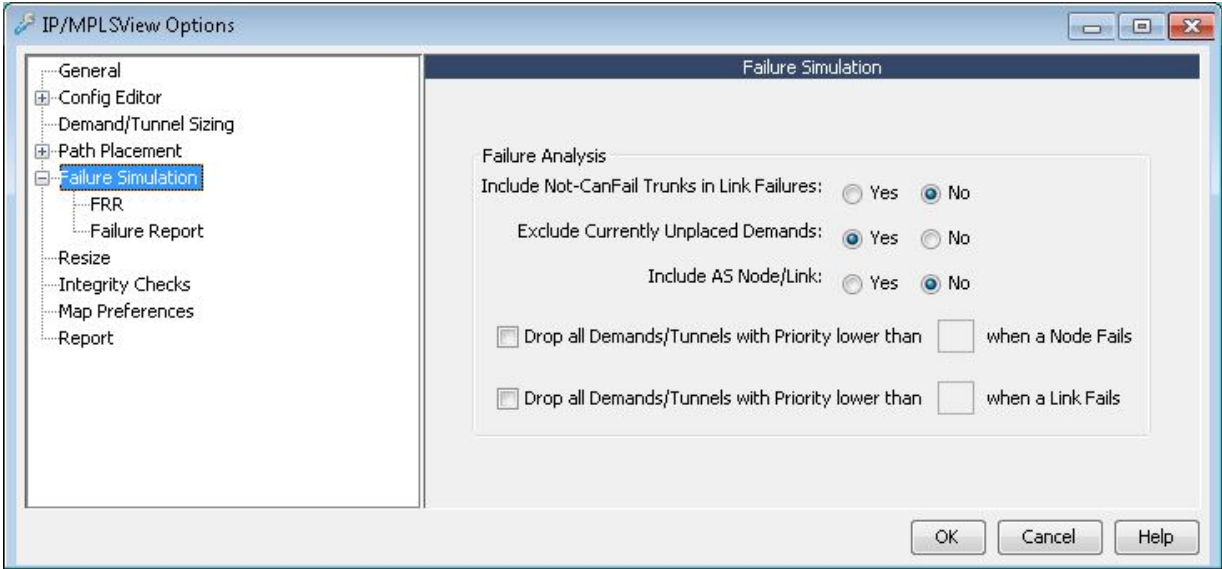 IP/MPLSView Options
General
Config Editor
Demand/Tunnel Sizing
Path Placement
Failure Simulation
FRR
Failure Report
Resize
Integrity Checks
Map Preferences
Report
Failure Simulation
Failure Analysis
Include Not-CanFail Trunks in Link Failures: Yes No
Exclude Currently Unplaced Demands: Yes No
Include AS Node/Link: Yes No
Drop all Demands/Tunnels with Priority lower than when a Node Fails
Drop all Demands/Tunnels with Priority lower than when a Link Fails
OK Cancel Help